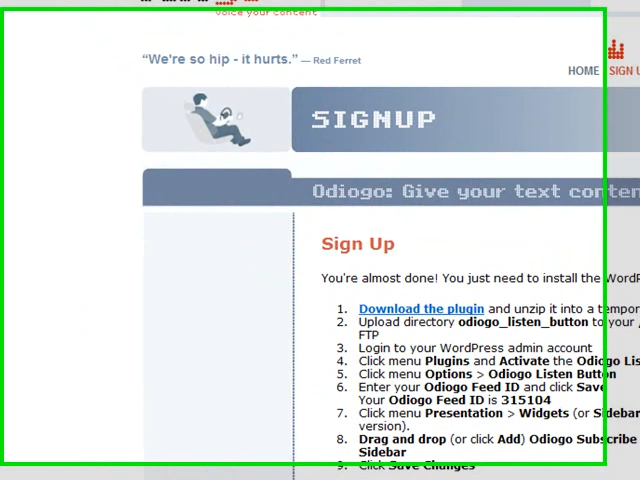 voice your content
“We're so hip - it hurts.” — Red Ferret
HOME SIGN U
SIGNUP
Odiogo: Give your text conten
Sign Up
You're almost done! You just need to install the WordP
1. Download the plugin and unzip it into a tempor
2. Upload directory odiogo_listen_button to your /
FTP
3. Login to your WordPress admin account
4. Click menu Plugins and Activate the Odiogo Lis
5. Click menu Options > Odiogo Listen Button
6. Enter your Odiogo Feed ID and click Save
Your Odiogo Feed ID is 315104
7. Click menu Presentation > Widgets (or Sidebar
version).
8. Drag and drop (or click Add) Odiogo Subscribe
Sidebar
9. Click Save Changes